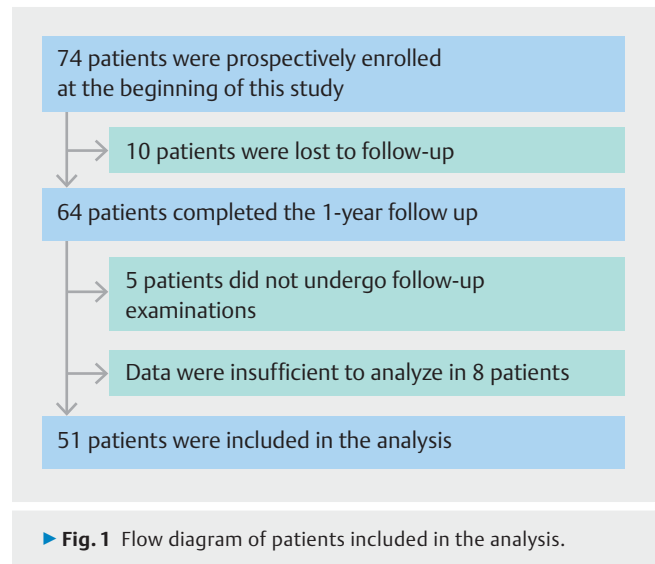 74 patients were prospectively enrolled
at the beginning of this study
10 patients were lost to follow-up
64 patients completed the 1-year follow up
5 patients did not undergo follow-up
examinations
Data were insufficient to analyze in 8 patients
51 patients were included in the analysis
▶ Fig. 1 Flow diagram of patients included in the analysis.